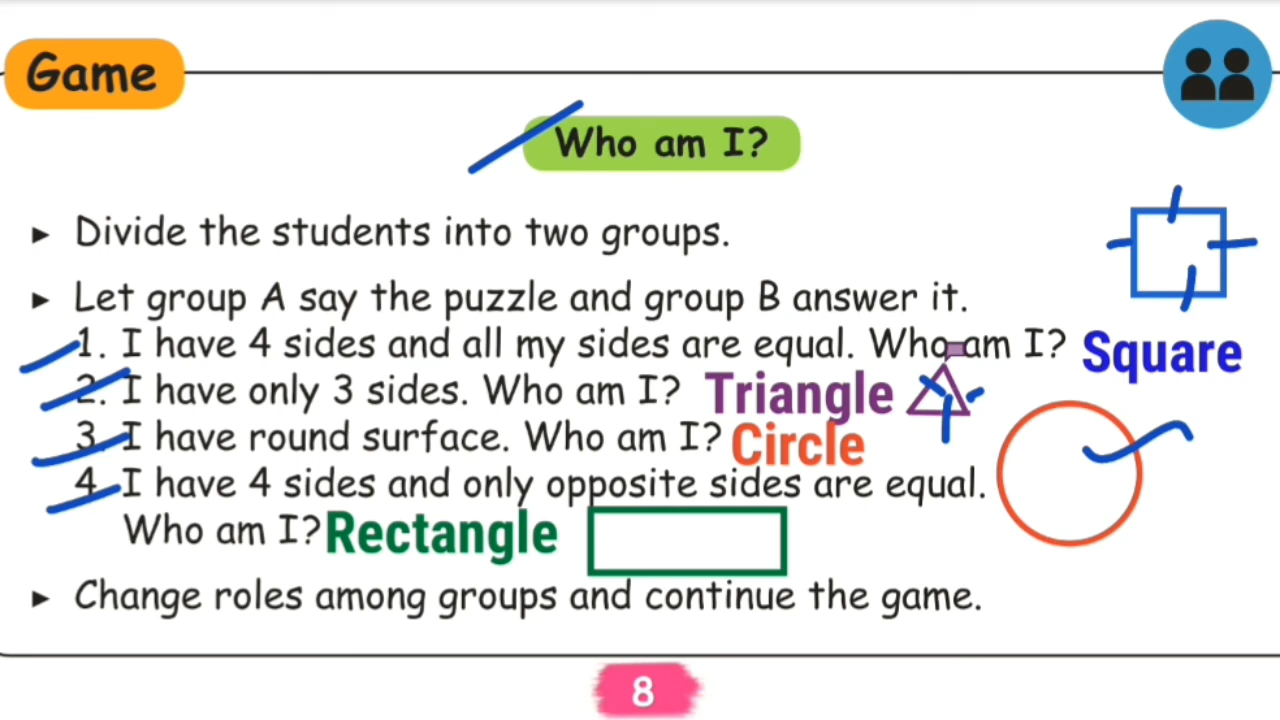 Game
Who am I?
► Divide the students into two groups.
► Let group A say the puzzle and group B answer it.
1. I have 4 sides and all my sides are equal. Who am I? Square
2. I have only 3 sides. Who am I? Triangle
3. I have round surface. Who am I? Circle
4. I have 4 sides and only opposite sides are equal.
Who am I? Rectangle
► Change roles among groups and continue the game.
8